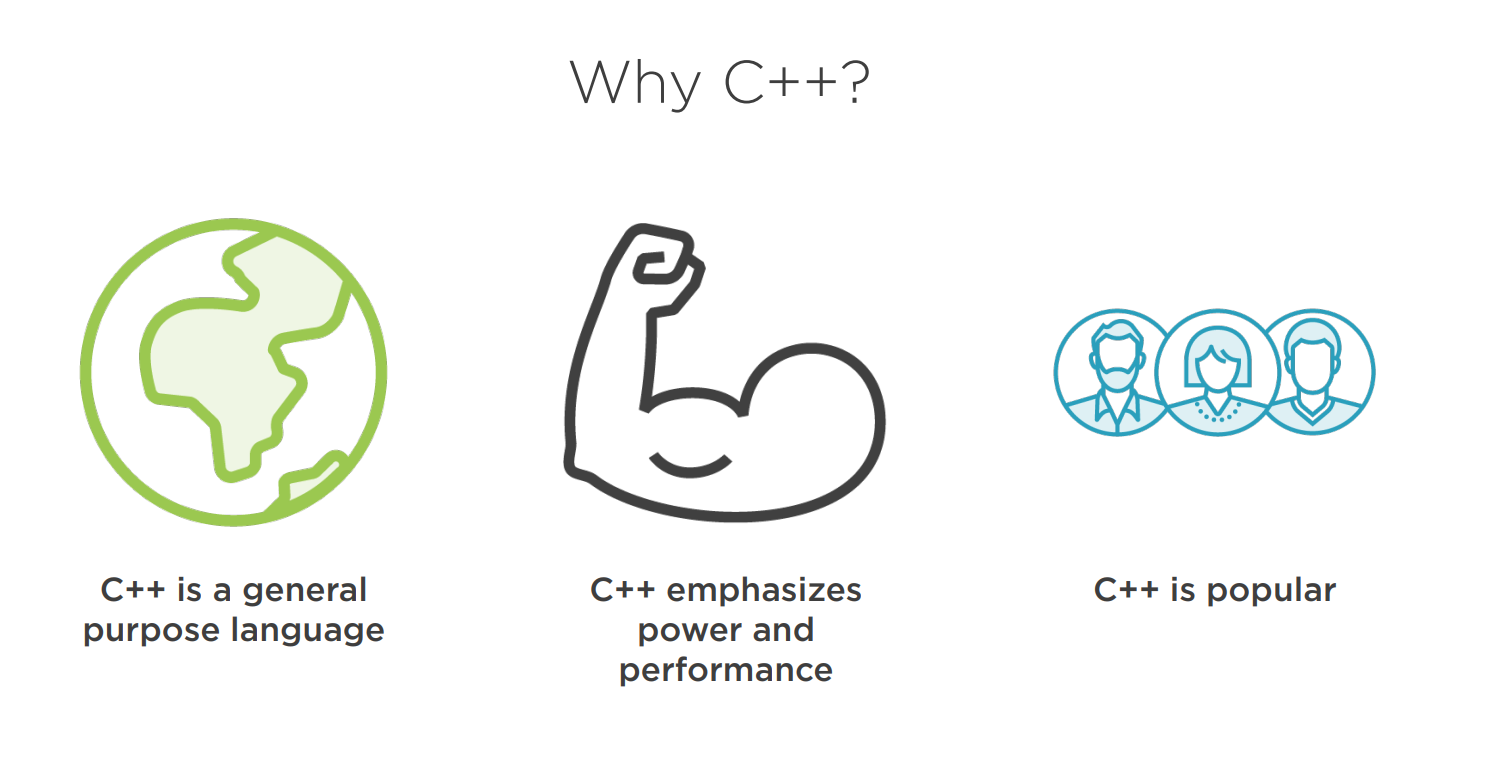 Why C++?
C++ is a general
purpose language
C++ emphasizes
power and
performance
C++ is popular